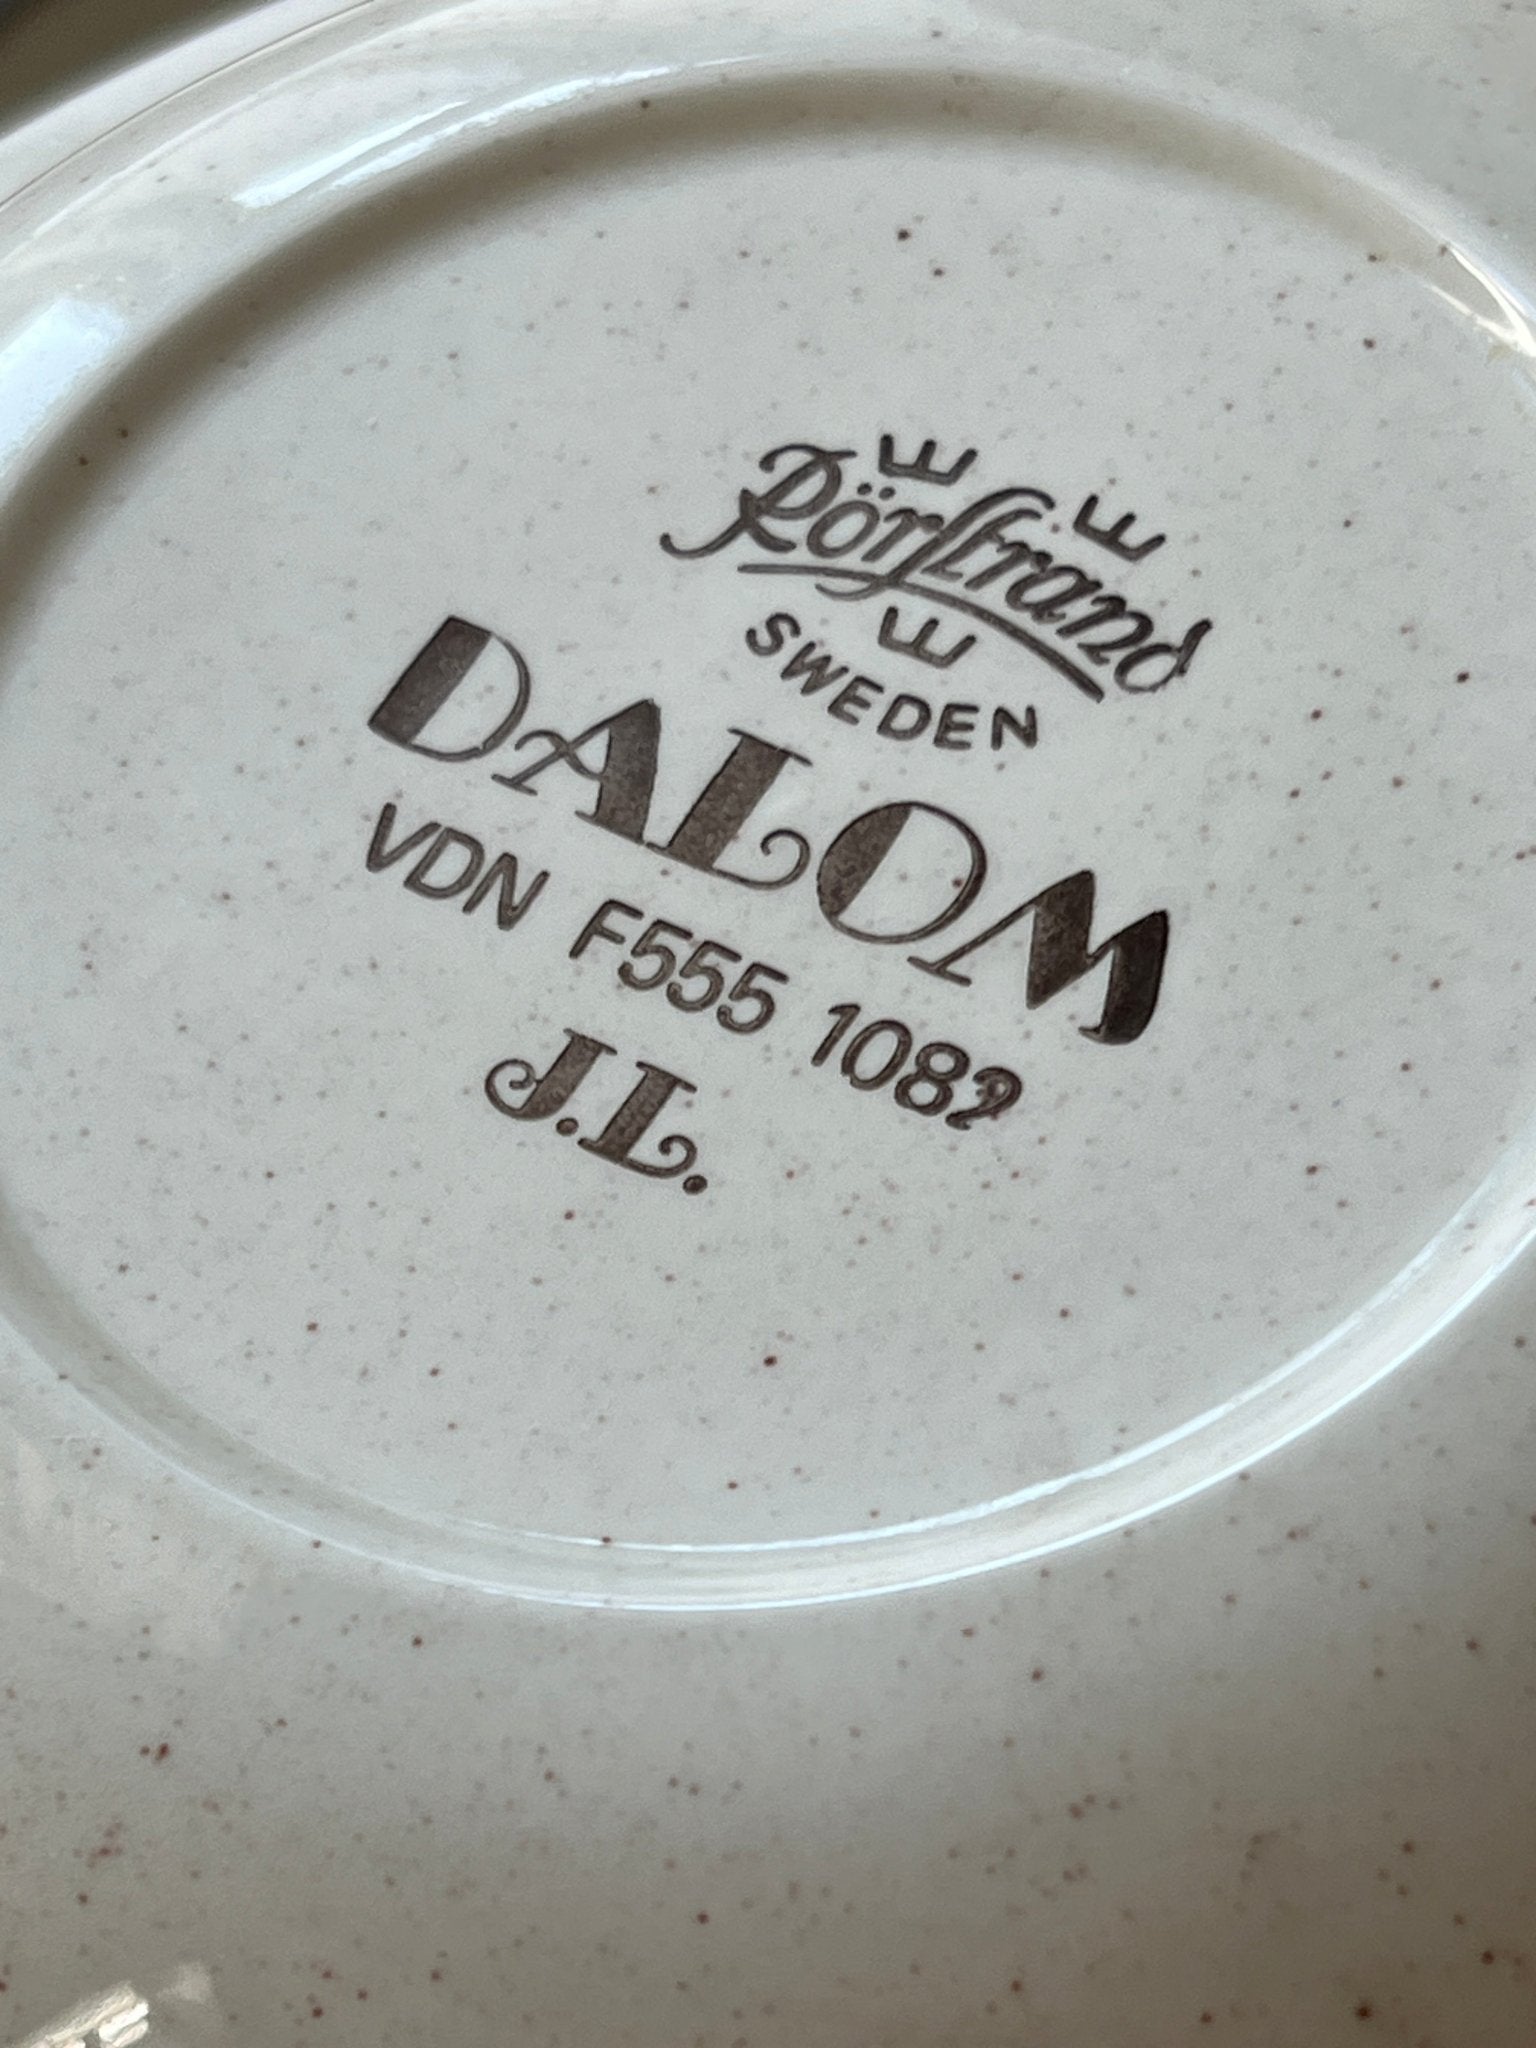 Rörstrand
SWEDEN
DALOM
VDN F555 1082
J.L.